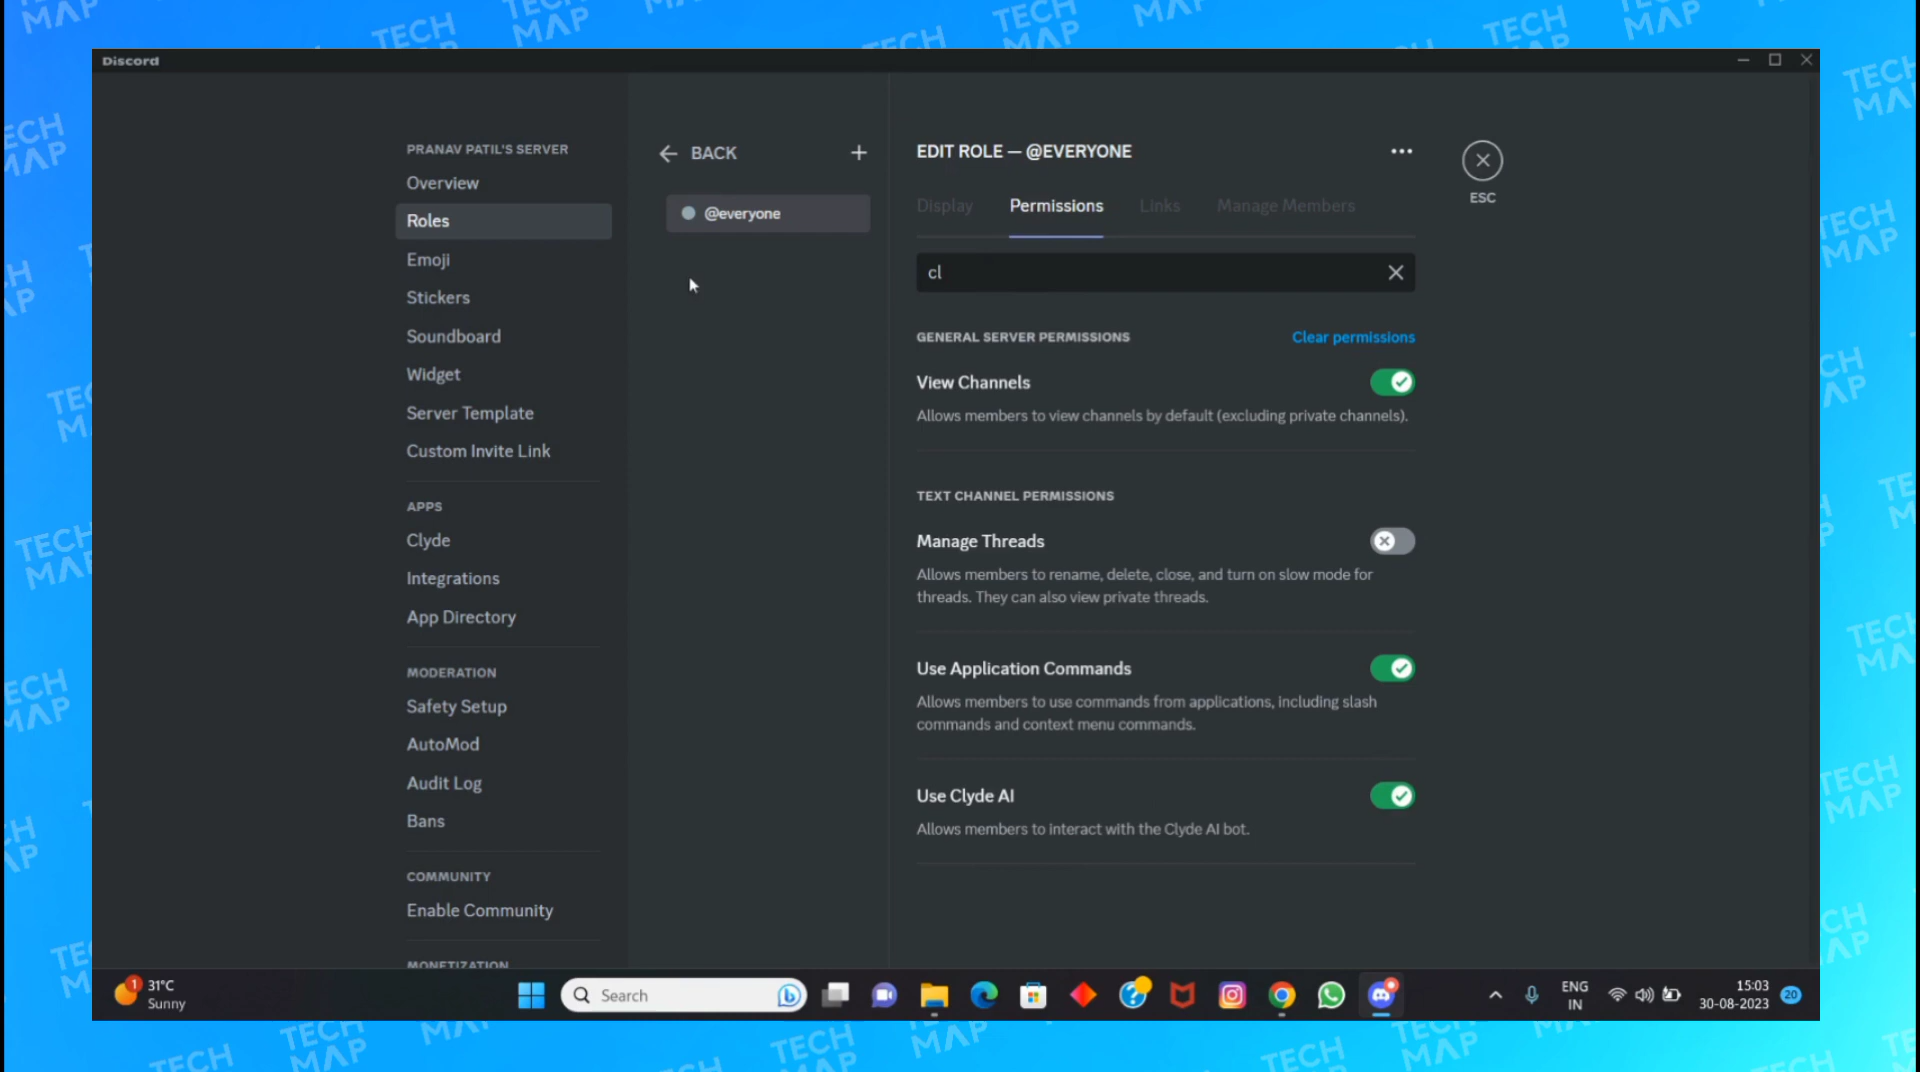 Discord
PRANAV PATIL'S SERVER
Overview
Roles
Emoji
Stickers
Soundboard
Widget
Server Template
Custom Invite Link
APPS
Clyde
Integrations
App Directory
MODERATION
Safety Setup
AutoMod
Audit Log
Bans
COMMUNITY
Enable Community
MONETIZATION
BACK
@everyone
EDIT ROLE — @EVERYONE
ESC
Display Permissions Links Manage Members
cl
GENERAL SERVER PERMISSIONS Clear permissions
View Channels
Allows members to view channels by default (excluding private channels).
TEXT CHANNEL PERMISSIONS
Manage Threads
Allows members to rename, delete, close, and turn on slow mode for
threads. They can also view private threads.
Use Application Commands
Allows members to use commands from applications, including slash
commands and context menu commands.
Use Clyde AI
Allows members to interact with the Clyde AI bot.
1
31°C
Sunny
Search
ENG
IN
15:03
30-08-2023
20
TECH
MAP